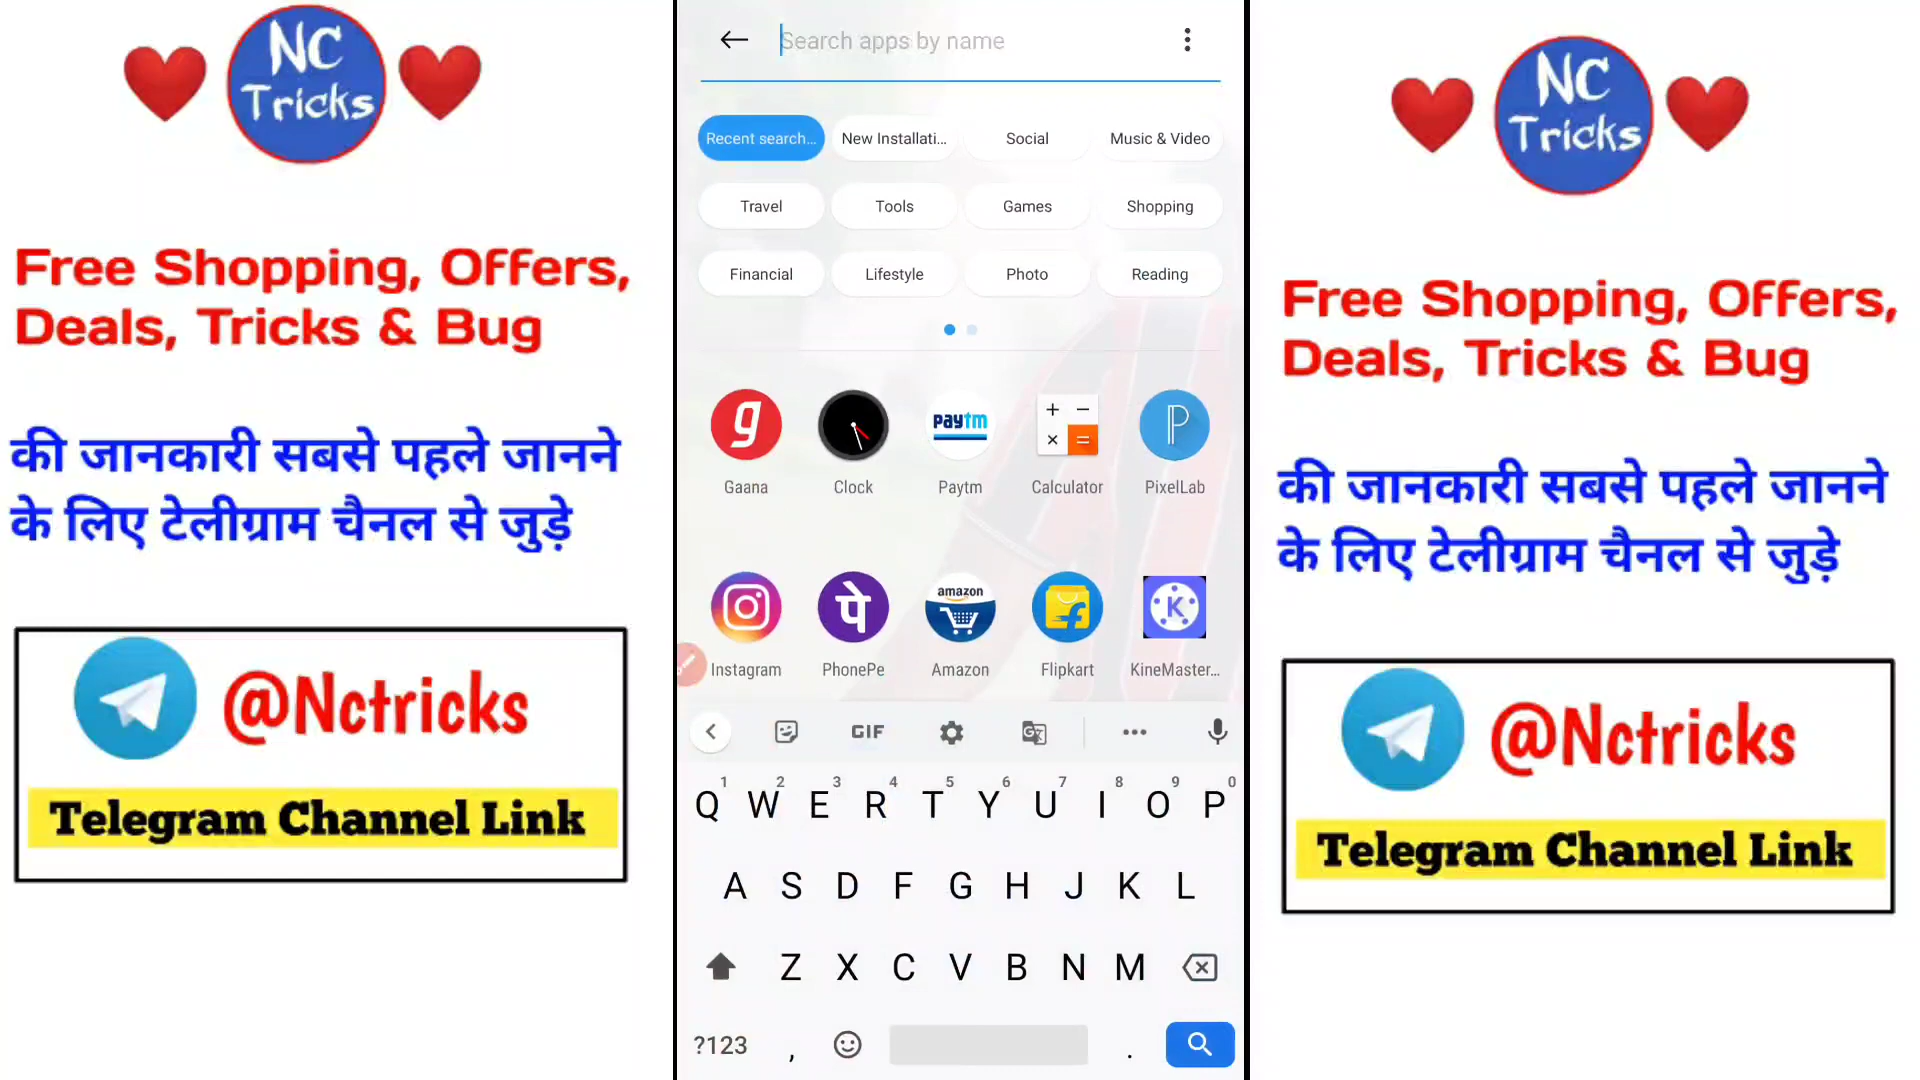 NC
Tricks
Free Shopping, Offers,
Deals, Tricks & Bug
की जानकारी सबसे पहले जानने
के लिए टेलीग्राम चैनल से जुड़े
@Nctricks
Telegram Channel Link
Search apps by name
Recent search... New Installati... Social Music & Video
Travel Tools Games Shopping
Financial Lifestyle Photo Reading
g paytm + − × = P
Gaana Clock Paytm Calculator PixelLab
पे amazon f K
Instagram PhonePe Amazon Flipkart KineMaster...
GIF G
1 2 3 4 5 6 7 8 9 0
Q W E R T Y U I O P
A S D F G H J K L
Z X C V B N M
?123 , .
NC
Tricks
Free Shopping, Offers,
Deals, Tricks & Bug
की जानकारी सबसे पहले जानने
के लिए टेलीग्राम चैनल से जुड़े
@Nctricks
Telegram Channel Link